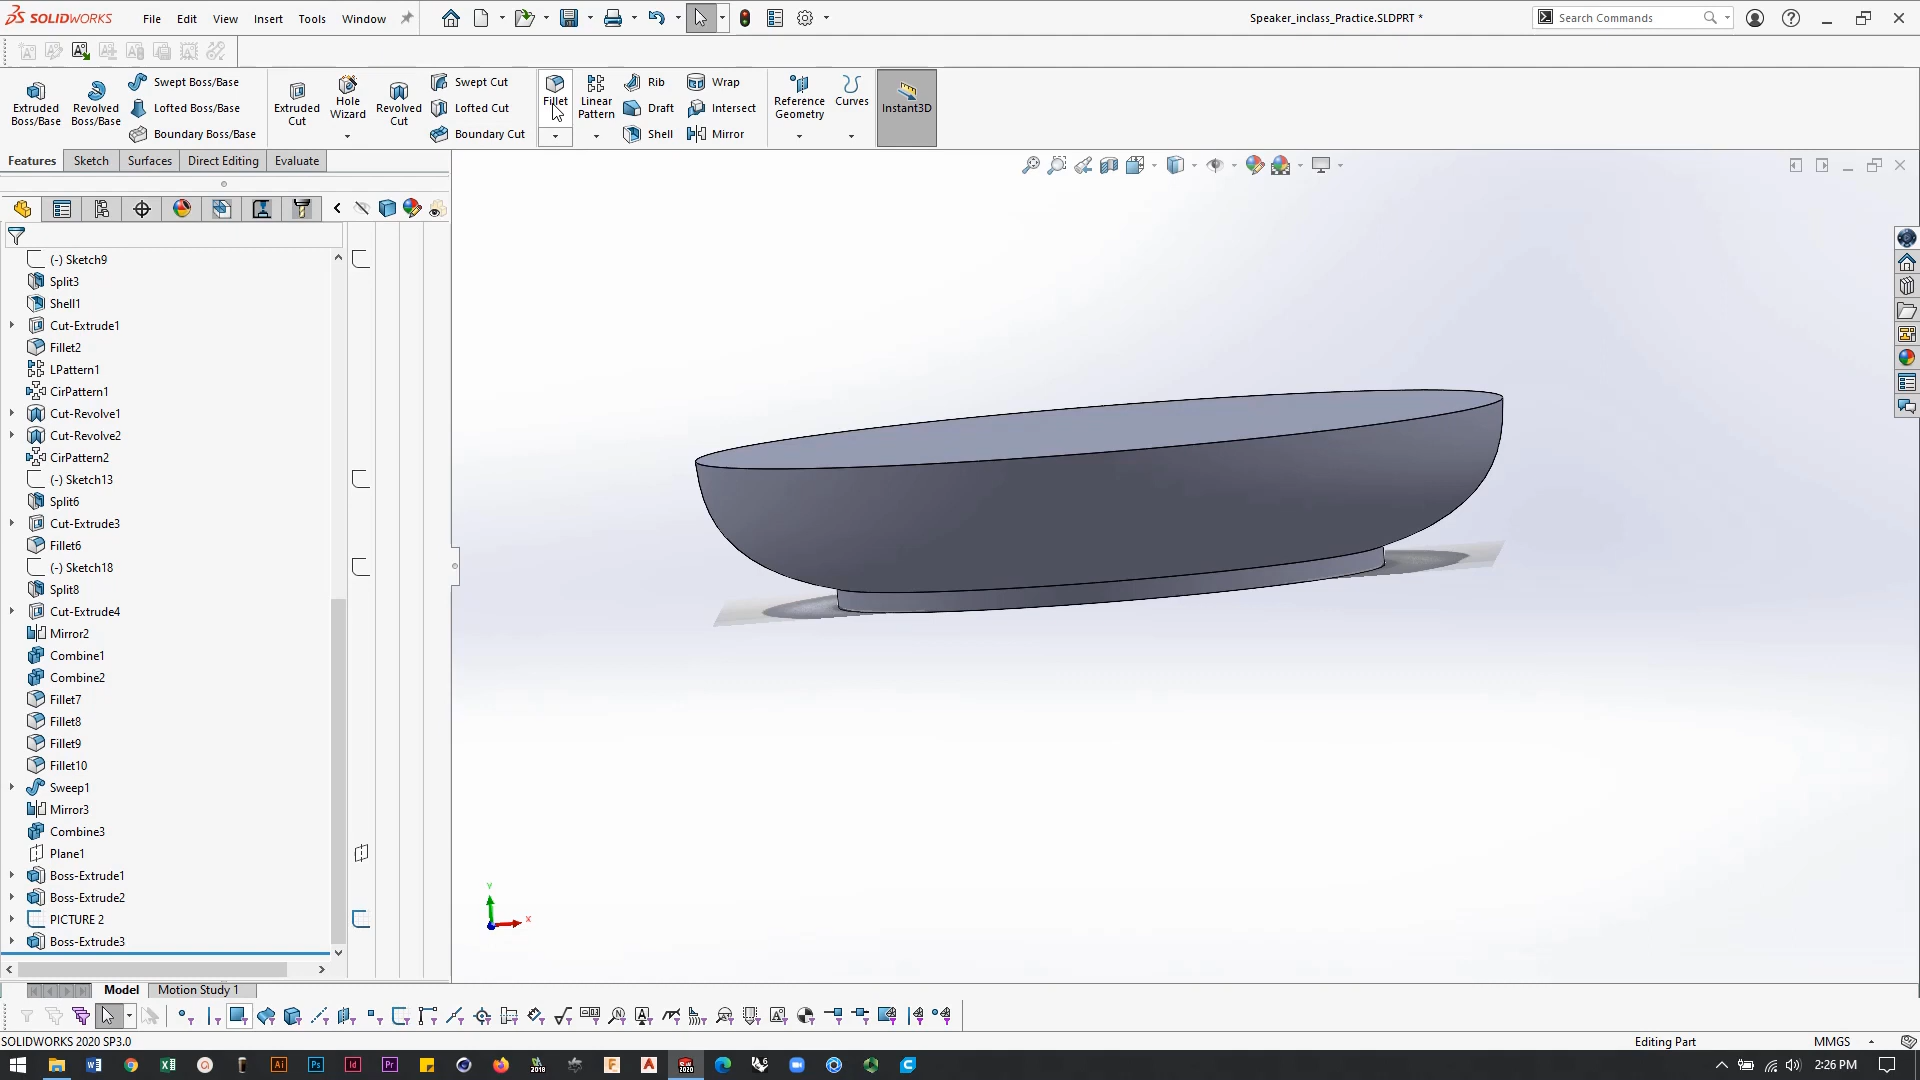 SOLIDWORKS File Edit View Insert Tools Window Speaker_inclass_Practice.SLDPRT * Search Commands
Extruded Boss/Base Revolved Boss/Base Swept Boss/Base Lofted Boss/Base Boundary Boss/Base Extruded Cut Hole Wizard Revolved Cut Swept Cut Lofted Cut Boundary Cut Fillet Linear Pattern Rib Draft Shell Wrap Intersect Mirror Reference Geometry Curves Instant3D
Features Sketch Surfaces Direct Editing Evaluate
(-) Sketch9
Split3
Shell1
Cut-Extrude1
Fillet2
LPattern1
CirPattern1
Cut-Revolve1
Cut-Revolve2
CirPattern2
(-) Sketch13
Split6
Cut-Extrude3
Fillet6
(-) Sketch18
Split8
Cut-Extrude4
Mirror2
Combine1
Combine2
Fillet7
Fillet8
Fillet9
Fillet10
Sweep1
Mirror3
Combine3
Plane1
Boss-Extrude1
Boss-Extrude2
PICTURE 2
Boss-Extrude3
Y
X
Model Motion Study 1
SOLIDWORKS 2020 SP3.0 Editing Part MMGS
2:26 PM